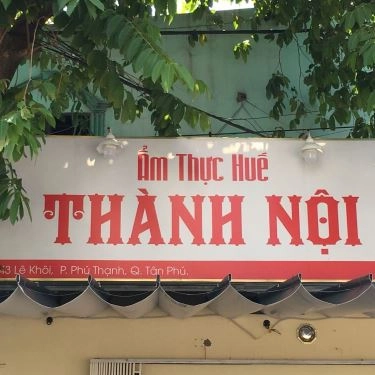 Ẩm Thực Huế
THÀNH NỘI
Lê Khôi, P. Phú Thạnh, Q. Tân Phú.